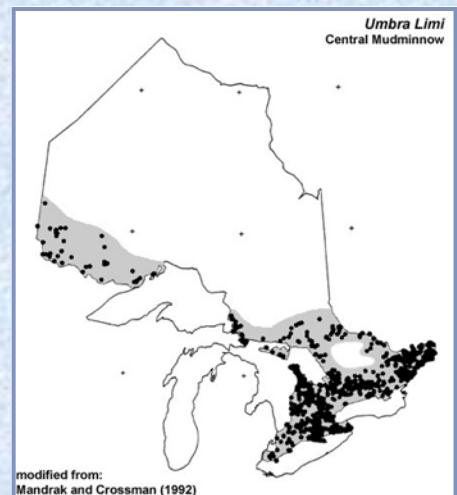 Umbra Limi
Central Mudminnow
modified from:
Mandrak and Crossman (1992)